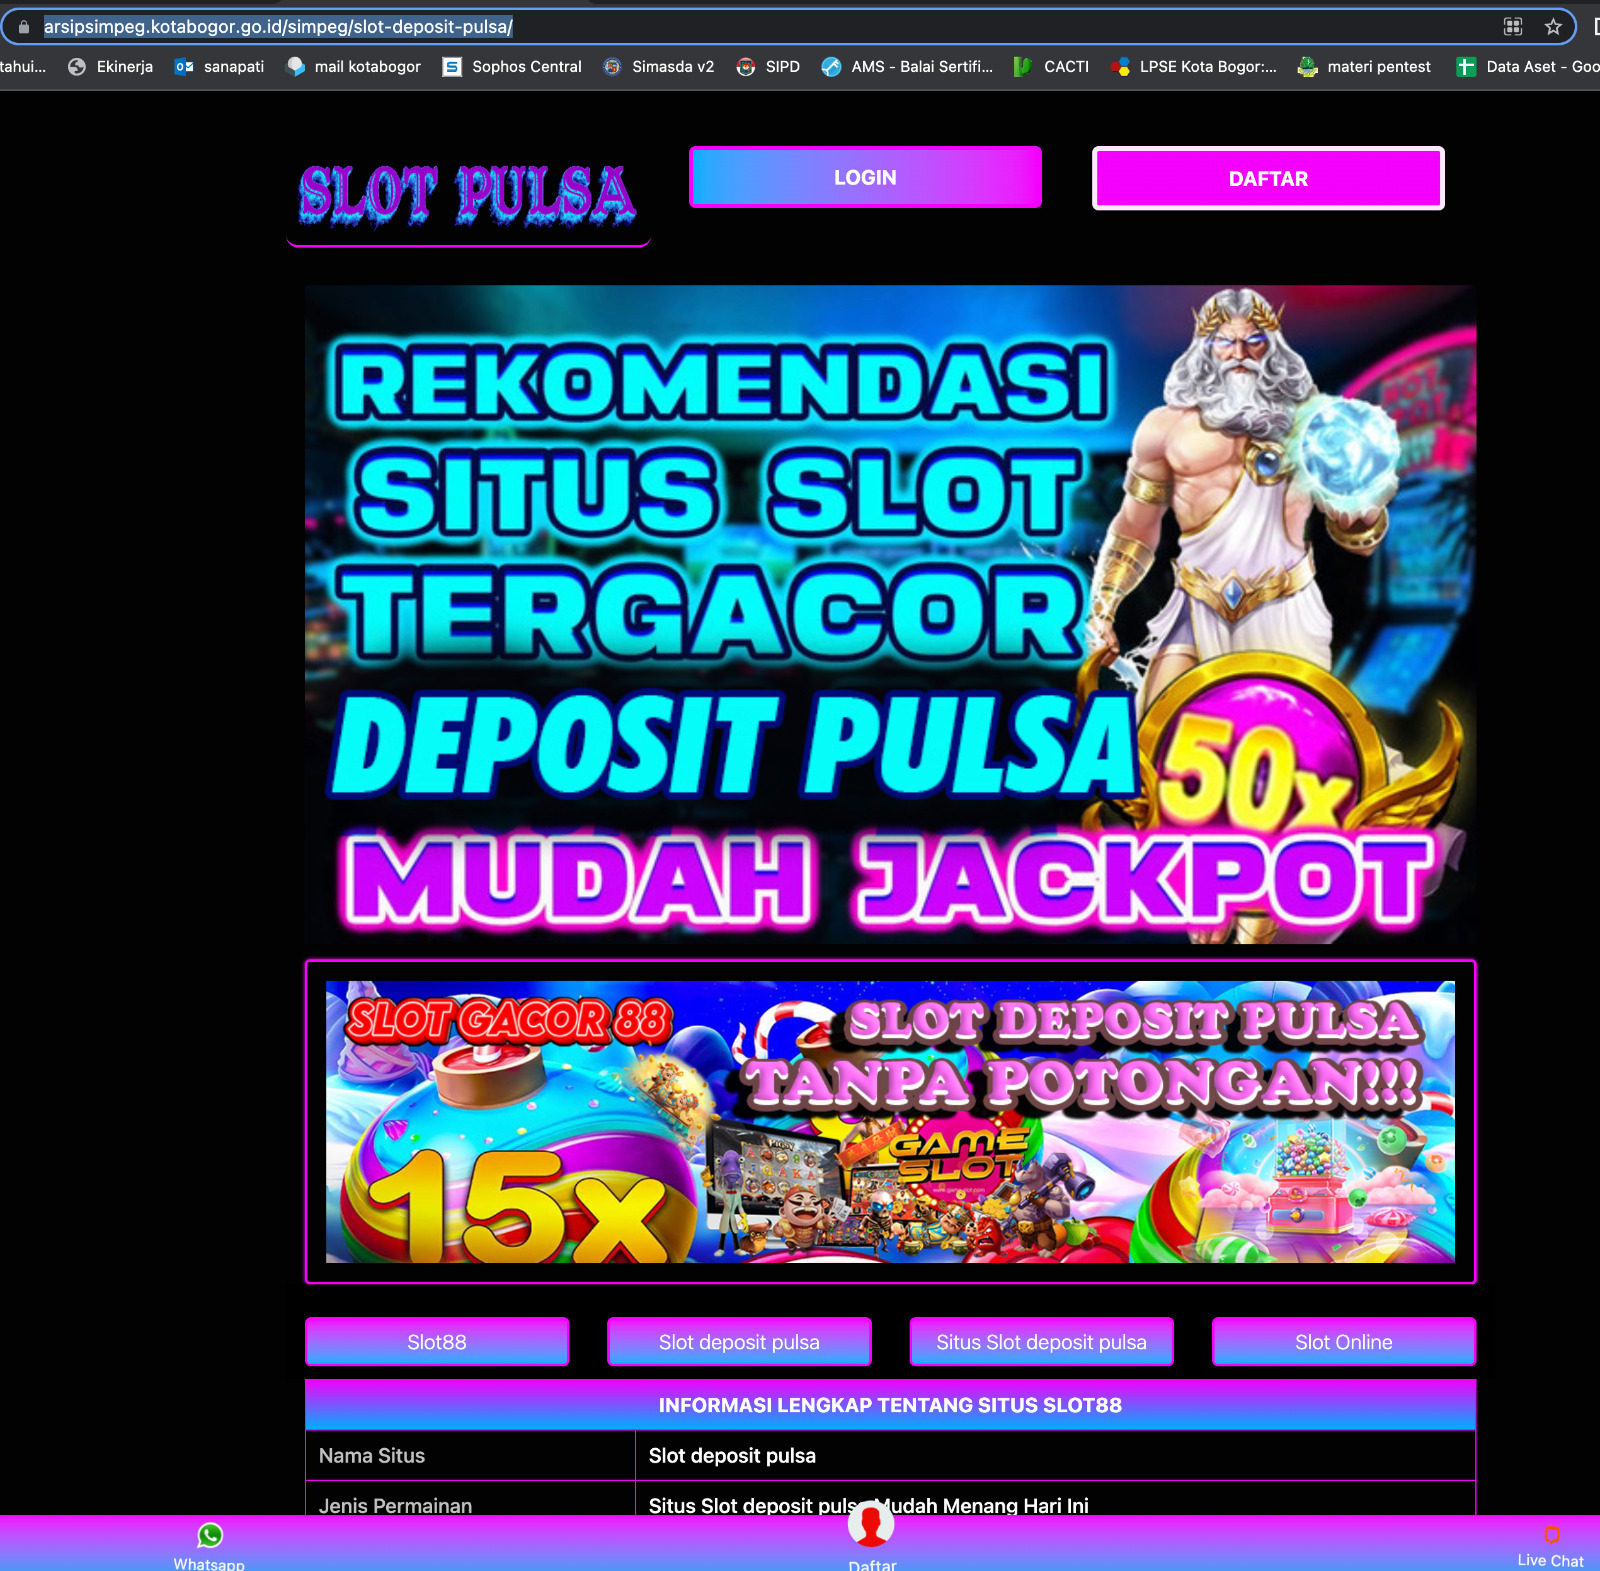 arsipsimpeg.kotabogor.go.id/simpeg/slot-deposit-pulsa/
tahui... Ekinerja sanapati mail kotabogor Sophos Central Simasda v2 SIPD AMS - Balai Sertifi... CACTI LPSE Kota Bogor:... materi pentest Data Aset - Goo
SLOT PULSA
LOGIN
DAFTAR
REKOMENDASI
SITUS SLOT
TERGACOR
DEPOSIT PULSA
50x
MUDAH JACKPOT
SLOT GACOR 88
SLOT DEPOSIT PULSA
TANPA POTONGAN!!!
GAME
SLOT
15x
Slot88
Slot deposit pulsa
Situs Slot deposit pulsa
Slot Online
INFORMASI LENGKAP TENTANG SITUS SLOT88
Nama Situs Slot deposit pulsa
Jenis Permainan Situs Slot deposit pulsa Mudah Menang Hari Ini
Whatsapp
Daftar
Live Chat